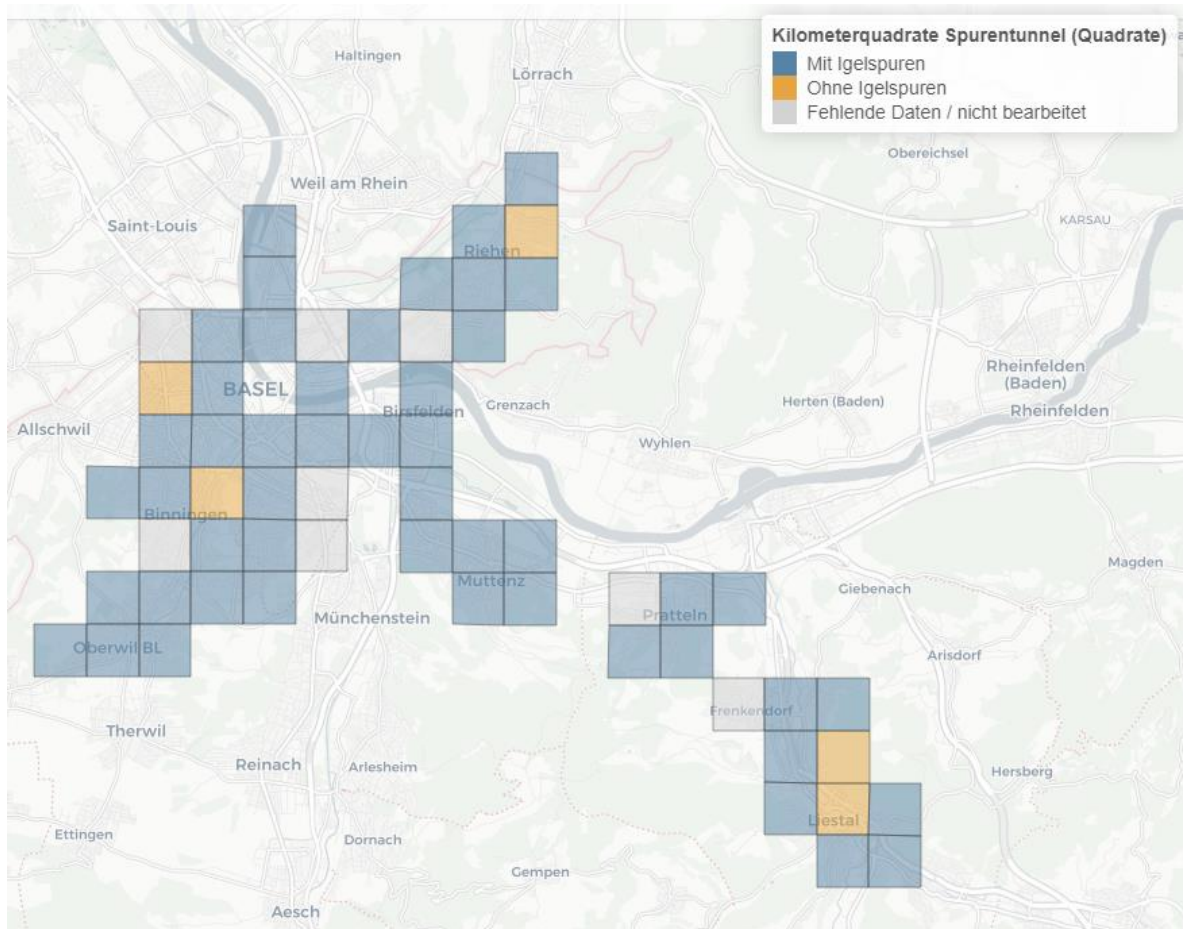 Kilometerquadrate Spurentunnel (Quadrate)
Mit Igelspuren
Ohne Igelspuren
Fehlende Daten / nicht bearbeitet
Haltingen
Lörrach
Obereichsel
Weil am Rhein
KARSAU
Saint-Louis
Riehen
Rheinfelden
(Baden)
BASEL
Herten (Baden)
Grenzach
Birsfelden
Rheinfelden
Allschwil
Wyhlen
Binningen
Magden
Muttenz
Giebenach
Pratteln
Münchenstein
Oberwil BL
Arisdorf
Frenkendorf
Therwil
Reinach
Arlesheim
Hersberg
Liestal
Ettingen
Dornach
Gempen
Aesch